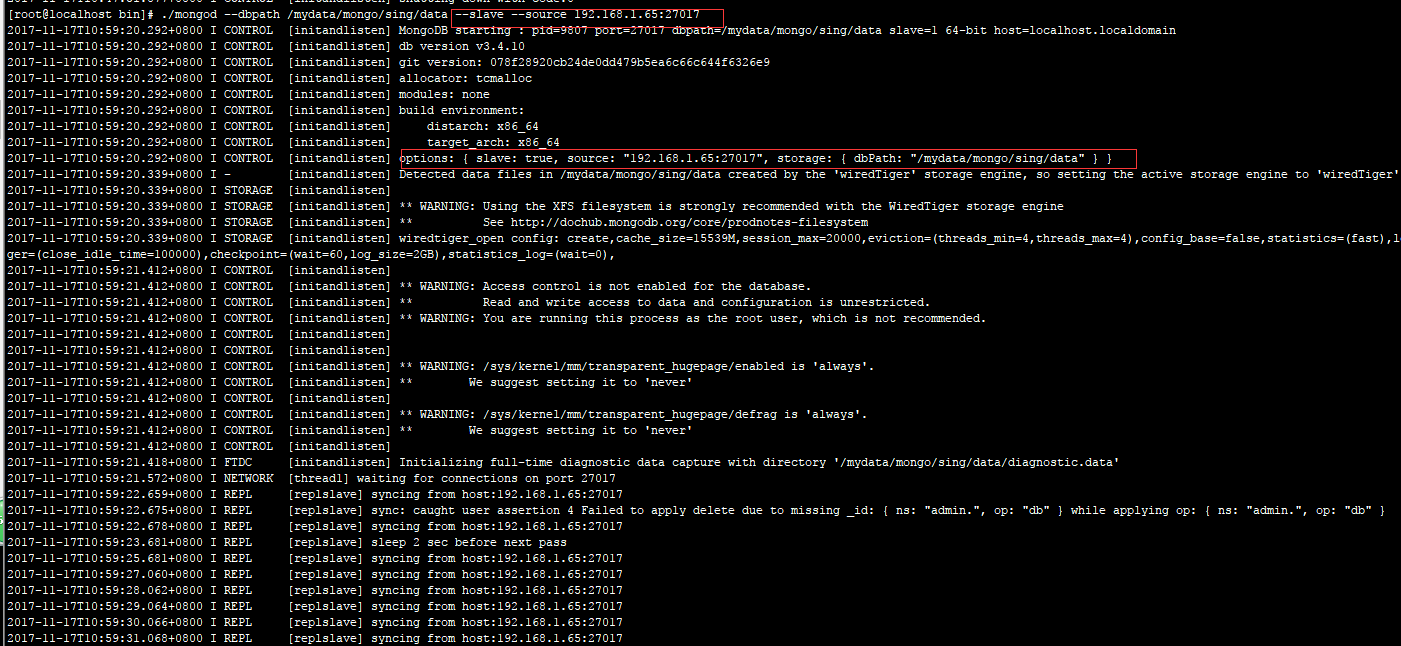 [root@localhost bin]# ./mongod --dbpath /mydata/mongo/sing/data --slave --source 192.168.1.65:27017
2017-11-17T10:59:20.292+0800 I CONTROL  [initandlisten] MongoDB starting : pid=9807 port=27017 dbpath=/mydata/mongo/sing/data slave=1 64-bit host=localhost.localdomain
2017-11-17T10:59:20.292+0800 I CONTROL  [initandlisten] db version v3.4.10
2017-11-17T10:59:20.292+0800 I CONTROL  [initandlisten] git version: 078f28920cb24de0dd479b5ea6c66c644f6326e9
2017-11-17T10:59:20.292+0800 I CONTROL  [initandlisten] allocator: tcmalloc
2017-11-17T10:59:20.292+0800 I CONTROL  [initandlisten] modules: none
2017-11-17T10:59:20.292+0800 I CONTROL  [initandlisten] build environment:
2017-11-17T10:59:20.292+0800 I CONTROL  [initandlisten]     distarch: x86_64
2017-11-17T10:59:20.292+0800 I CONTROL  [initandlisten]     target_arch: x86_64
2017-11-17T10:59:20.292+0800 I CONTROL  [initandlisten] options: { slave: true, source: "192.168.1.65:27017", storage: { dbPath: "/mydata/mongo/sing/data" } }
2017-11-17T10:59:20.339+0800 I -        [initandlisten] Detected data files in /mydata/mongo/sing/data created by the 'wiredTiger' storage engine, so setting the active storage engine to 'wiredTiger'
2017-11-17T10:59:20.339+0800 I STORAGE  [initandlisten]
2017-11-17T10:59:20.339+0800 I STORAGE  [initandlisten] ** WARNING: Using the XFS filesystem is strongly recommended with the WiredTiger storage engine
2017-11-17T10:59:20.339+0800 I STORAGE  [initandlisten] **          See http://dochub.mongodb.org/core/prodnotes-filesystem
2017-11-17T10:59:20.339+0800 I STORAGE  [initandlisten] wiredtiger_open config: create,cache_size=15539M,session_max=20000,eviction=(threads_min=4,threads_max=4),config_base=false,statistics=(fast),
ger=(close_idle_time=100000),checkpoint=(wait=60,log_size=2GB),statistics_log=(wait=0),
2017-11-17T10:59:21.412+0800 I CONTROL  [initandlisten]
2017-11-17T10:59:21.412+0800 I CONTROL  [initandlisten] ** WARNING: Access control is not enabled for the database.
2017-11-17T10:59:21.412+0800 I CONTROL  [initandlisten] **          Read and write access to data and configuration is unrestricted.
2017-11-17T10:59:21.412+0800 I CONTROL  [initandlisten] ** WARNING: You are running this process as the root user, which is not recommended.
2017-11-17T10:59:21.412+0800 I CONTROL  [initandlisten]
2017-11-17T10:59:21.412+0800 I CONTROL  [initandlisten]
2017-11-17T10:59:21.412+0800 I CONTROL  [initandlisten] ** WARNING: /sys/kernel/mm/transparent_hugepage/enabled is 'always'.
2017-11-17T10:59:21.412+0800 I CONTROL  [initandlisten] **        We suggest setting it to 'never'
2017-11-17T10:59:21.412+0800 I CONTROL  [initandlisten]
2017-11-17T10:59:21.412+0800 I CONTROL  [initandlisten] ** WARNING: /sys/kernel/mm/transparent_hugepage/defrag is 'always'.
2017-11-17T10:59:21.412+0800 I CONTROL  [initandlisten] **        We suggest setting it to 'never'
2017-11-17T10:59:21.412+0800 I CONTROL  [initandlisten]
2017-11-17T10:59:21.418+0800 I FTDC     [initandlisten] Initializing full-time diagnostic data capture with directory '/mydata/mongo/sing/data/diagnostic.data'
2017-11-17T10:59:21.572+0800 I NETWORK  [thread1] waiting for connections on port 27017
2017-11-17T10:59:22.659+0800 I REPL     [replslave] syncing from host:192.168.1.65:27017
2017-11-17T10:59:22.675+0800 I REPL     [replslave] sync: caught user assertion 4 Failed to apply delete due to missing _id: { ns: "admin.", op: "db" } while applying op: { ns: "admin.", op: "db" }
2017-11-17T10:59:22.678+0800 I REPL     [replslave] syncing from host:192.168.1.65:27017
2017-11-17T10:59:23.681+0800 I REPL     [replslave] sleep 2 sec before next pass
2017-11-17T10:59:25.681+0800 I REPL     [replslave] syncing from host:192.168.1.65:27017
2017-11-17T10:59:27.060+0800 I REPL     [replslave] syncing from host:192.168.1.65:27017
2017-11-17T10:59:28.062+0800 I REPL     [replslave] syncing from host:192.168.1.65:27017
2017-11-17T10:59:29.064+0800 I REPL     [replslave] syncing from host:192.168.1.65:27017
2017-11-17T10:59:30.066+0800 I REPL     [replslave] syncing from host:192.168.1.65:27017
2017-11-17T10:59:31.068+0800 I REPL     [replslave] syncing from host:192.168.1.65:27017